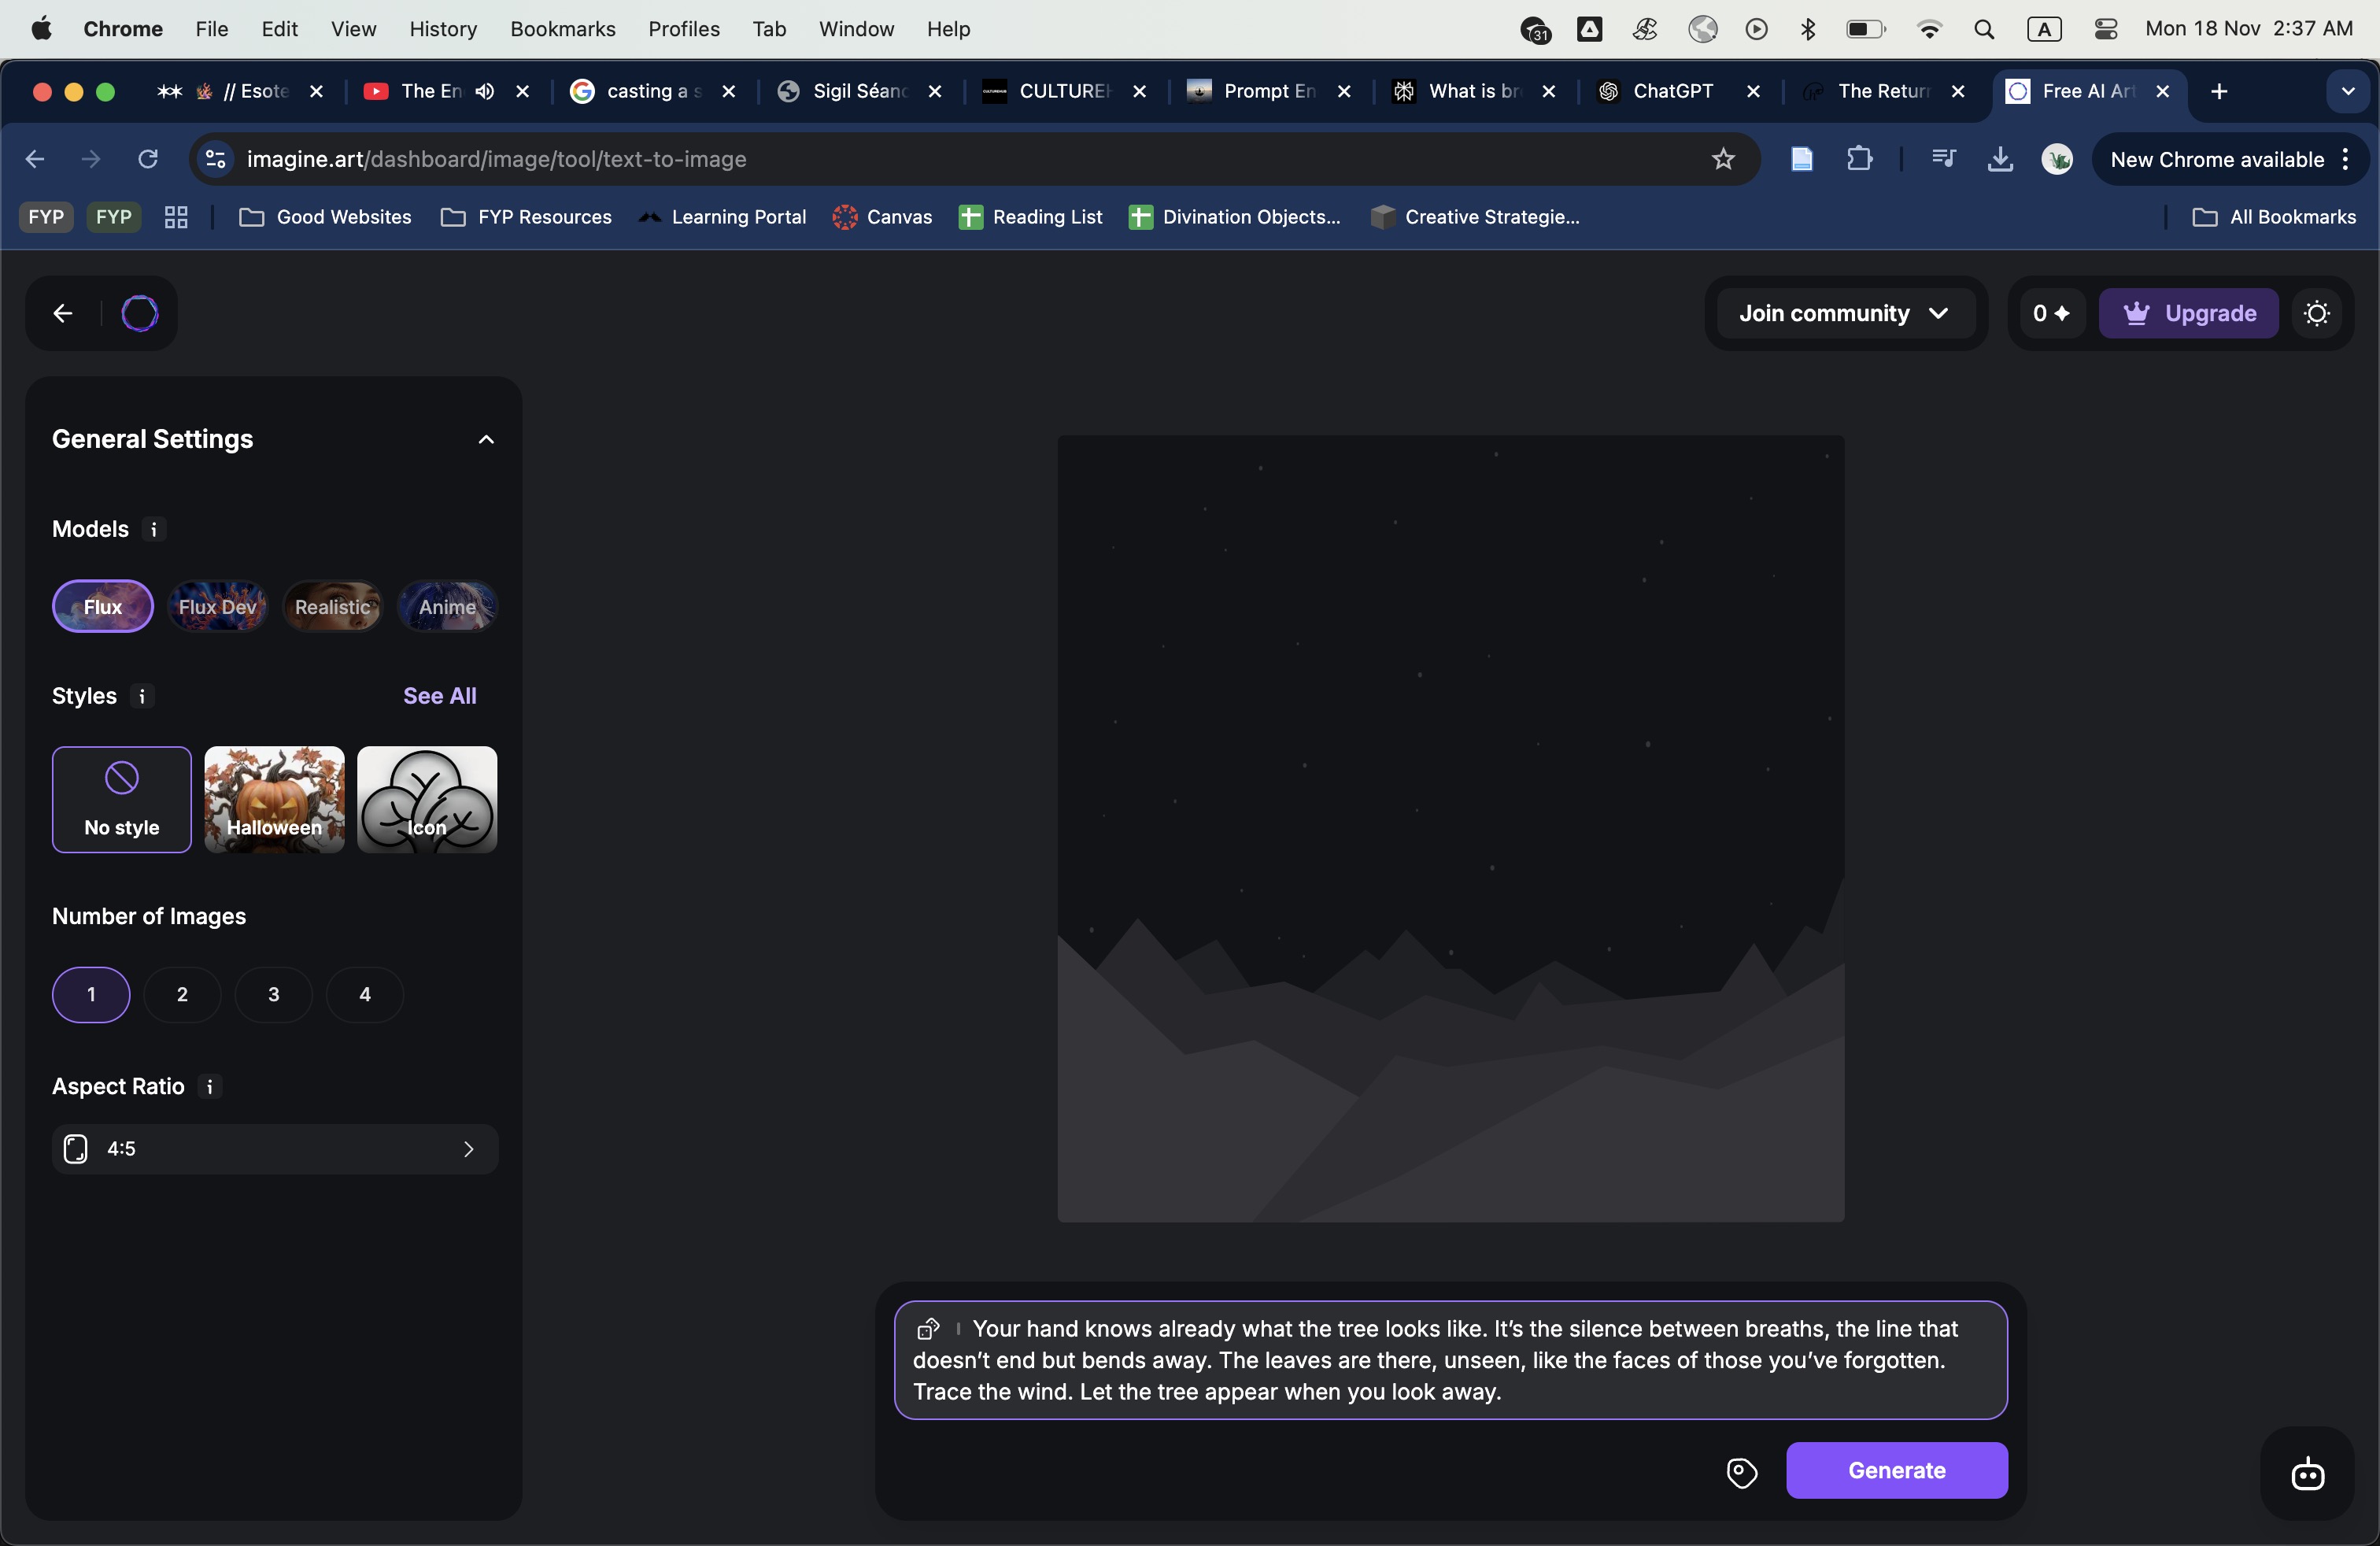 Chrome File Edit View History Bookmarks Profiles Tab Window Help 31 A Mon 18 Nov 2:37 AM
// Esote The En casting a s Sigil Séanc CULTUREH Prompt En What is br ChatGPT The Return Free AI Art
imagine.art/dashboard/image/tool/text-to-image New Chrome available
FYP FYP Good Websites FYP Resources Learning Portal Canvas Reading List Divination Objects... Creative Strategie... All Bookmarks
Join community 0 Upgrade
General Settings
Models i
Flux Flux Dev Realistic Anime
Styles i See All
No style Halloween Icon
Number of Images
1 2 3 4
Aspect Ratio i
4:5
Your hand knows already what the tree looks like. It’s the silence between breaths, the line that
doesn’t end but bends away. The leaves are there, unseen, like the faces of those you’ve forgotten.
Trace the wind. Let the tree appear when you look away.
Generate